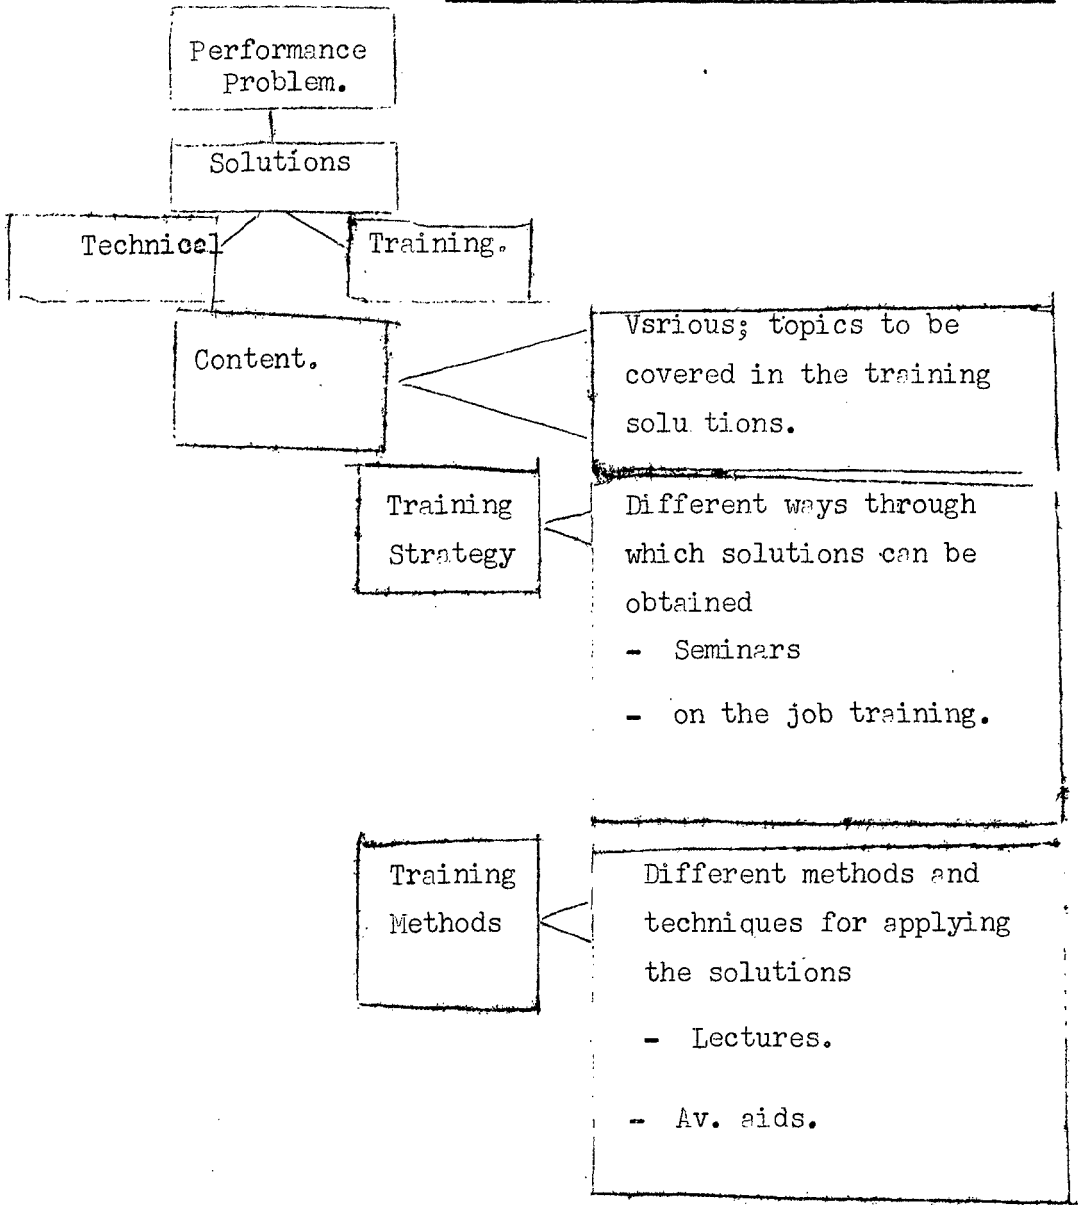 Performance
Problem.
Solutions
Technical
Training.
Content.
Vsrious; topics to be
covered in the training
solu tions.
Training
Strategy
Different ways through
which solutions can be
obtained
- Seminars
- on the job training.
Training
Methods
Different methods and
techniques for applying
the solutions
- Lectures.
- Av. aids.